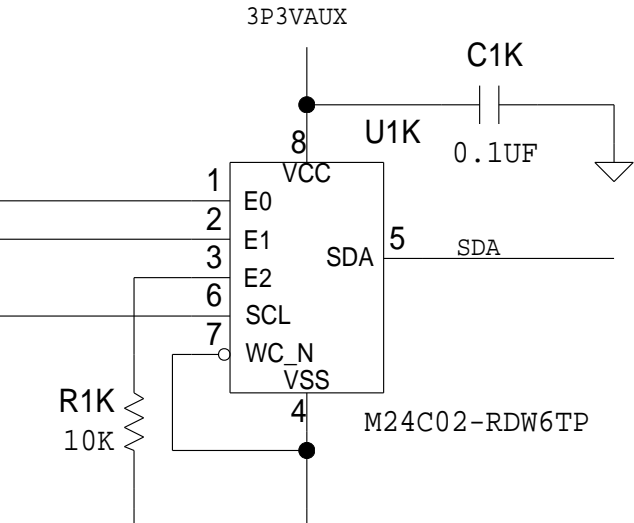 3P3VAUX
C1K
U1K
0.1UF
8
VCC
1
E0
2
E1
3
E2
6
SCL
7
WC_N
SDA
5
SDA
VSS
4
R1K
10K
M24C02-RDW6TP